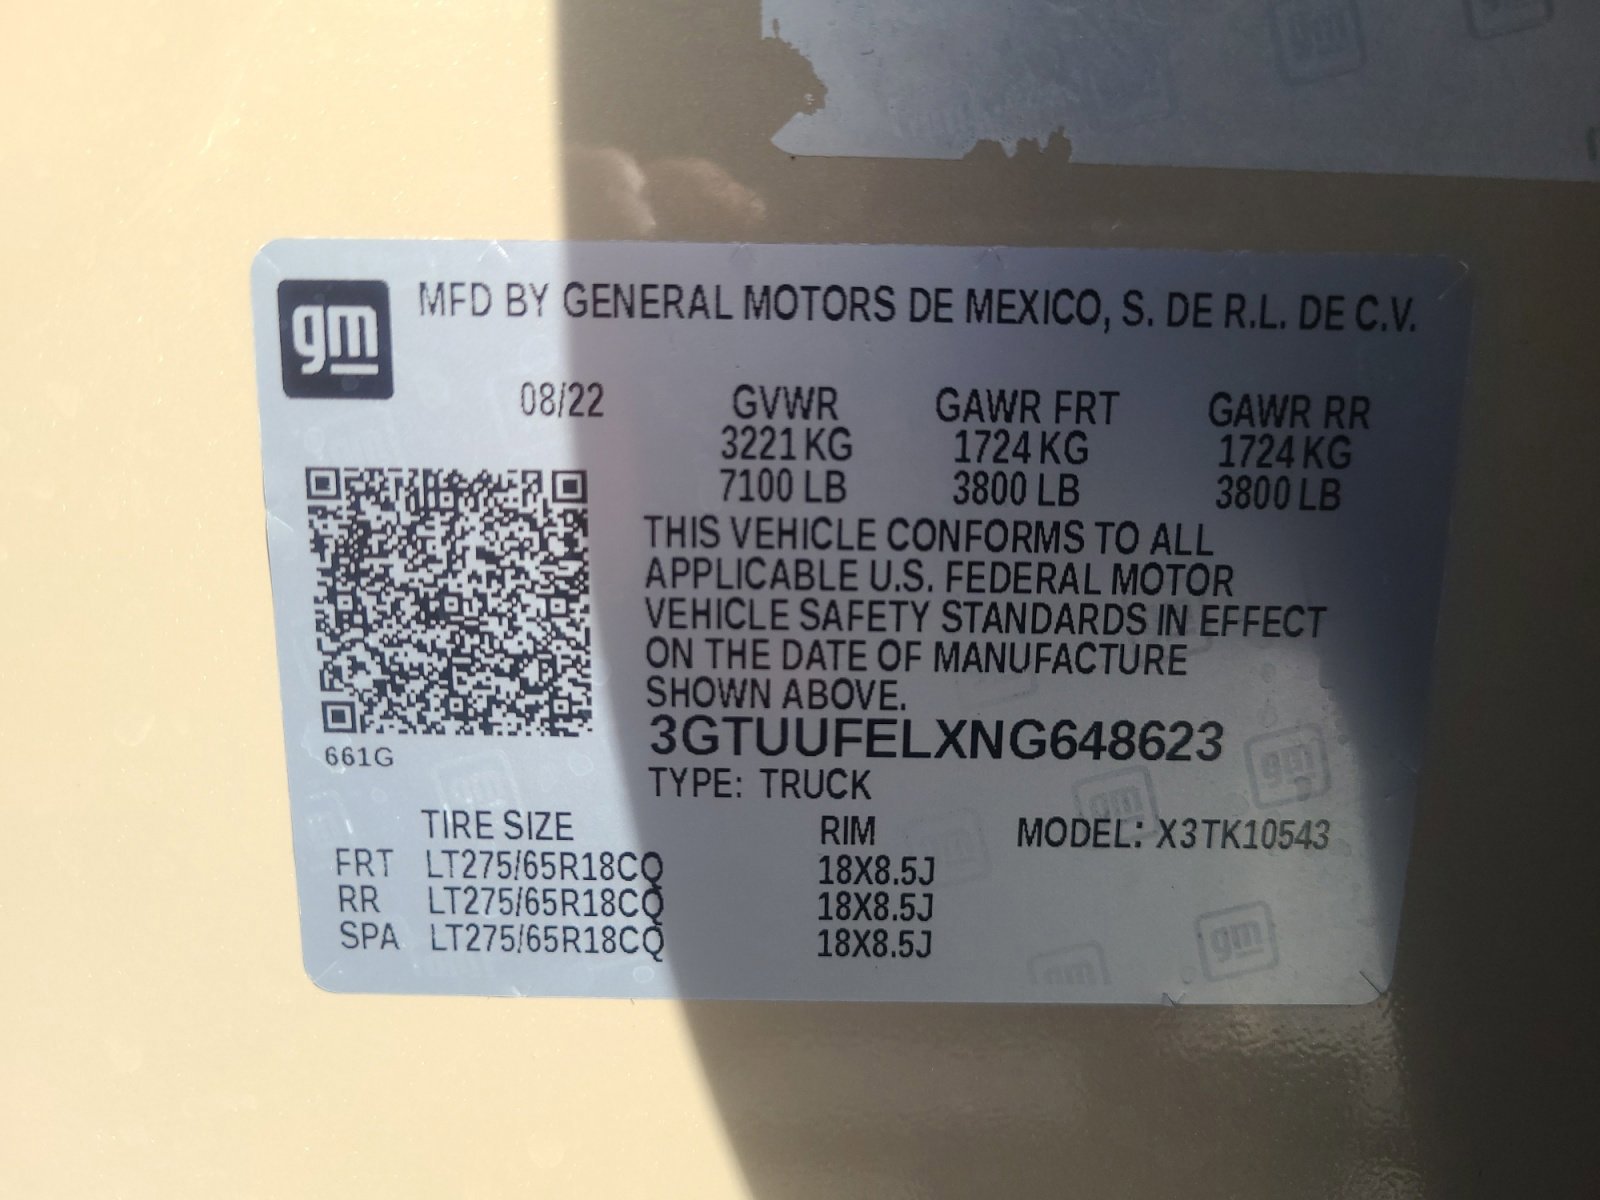 gm MFD BY GENERAL MOTORS DE MEXICO, S. DE R.L. DE C.V.
08/22 GVWR GAWR FRT GAWR RR
3221 KG 1724 KG 1724 KG
7100 LB 3800 LB 3800 LB
THIS VEHICLE CONFORMS TO ALL
APPLICABLE U.S. FEDERAL MOTOR
VEHICLE SAFETY STANDARDS IN EFFECT
ON THE DATE OF MANUFACTURE
SHOWN ABOVE.
3GTUUFELXNG648623
661G
TYPE: TRUCK
TIRE SIZE RIM MODEL: X3TK10543
FRT LT275/65R18CQ 18X8.5J
RR LT275/65R18CQ 18X8.5J
SPA LT275/65R18CQ 18X8.5J